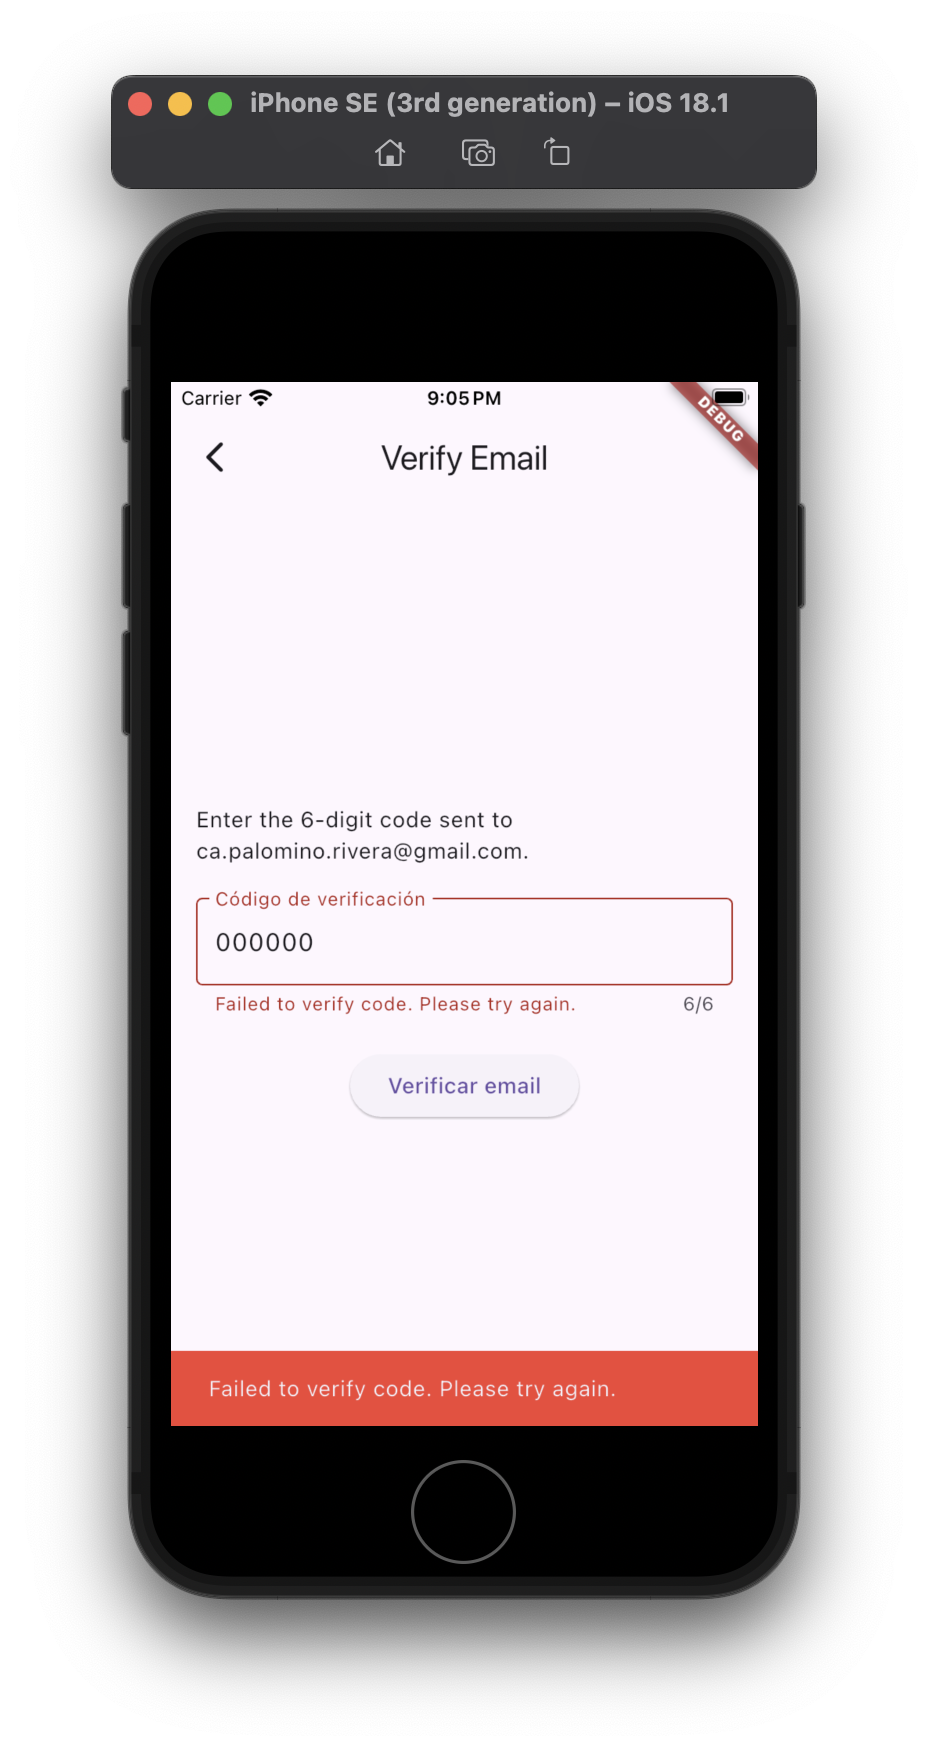 iPhone SE (3rd generation) – iOS 18.1
Carrier 9:05 PM
DEBUG
Verify Email
Enter the 6-digit code sent to
ca.palomino.rivera@gmail.com.
Código de verificación
000000
Failed to verify code. Please try again. 6/6
Verificar email
Failed to verify code. Please try again.